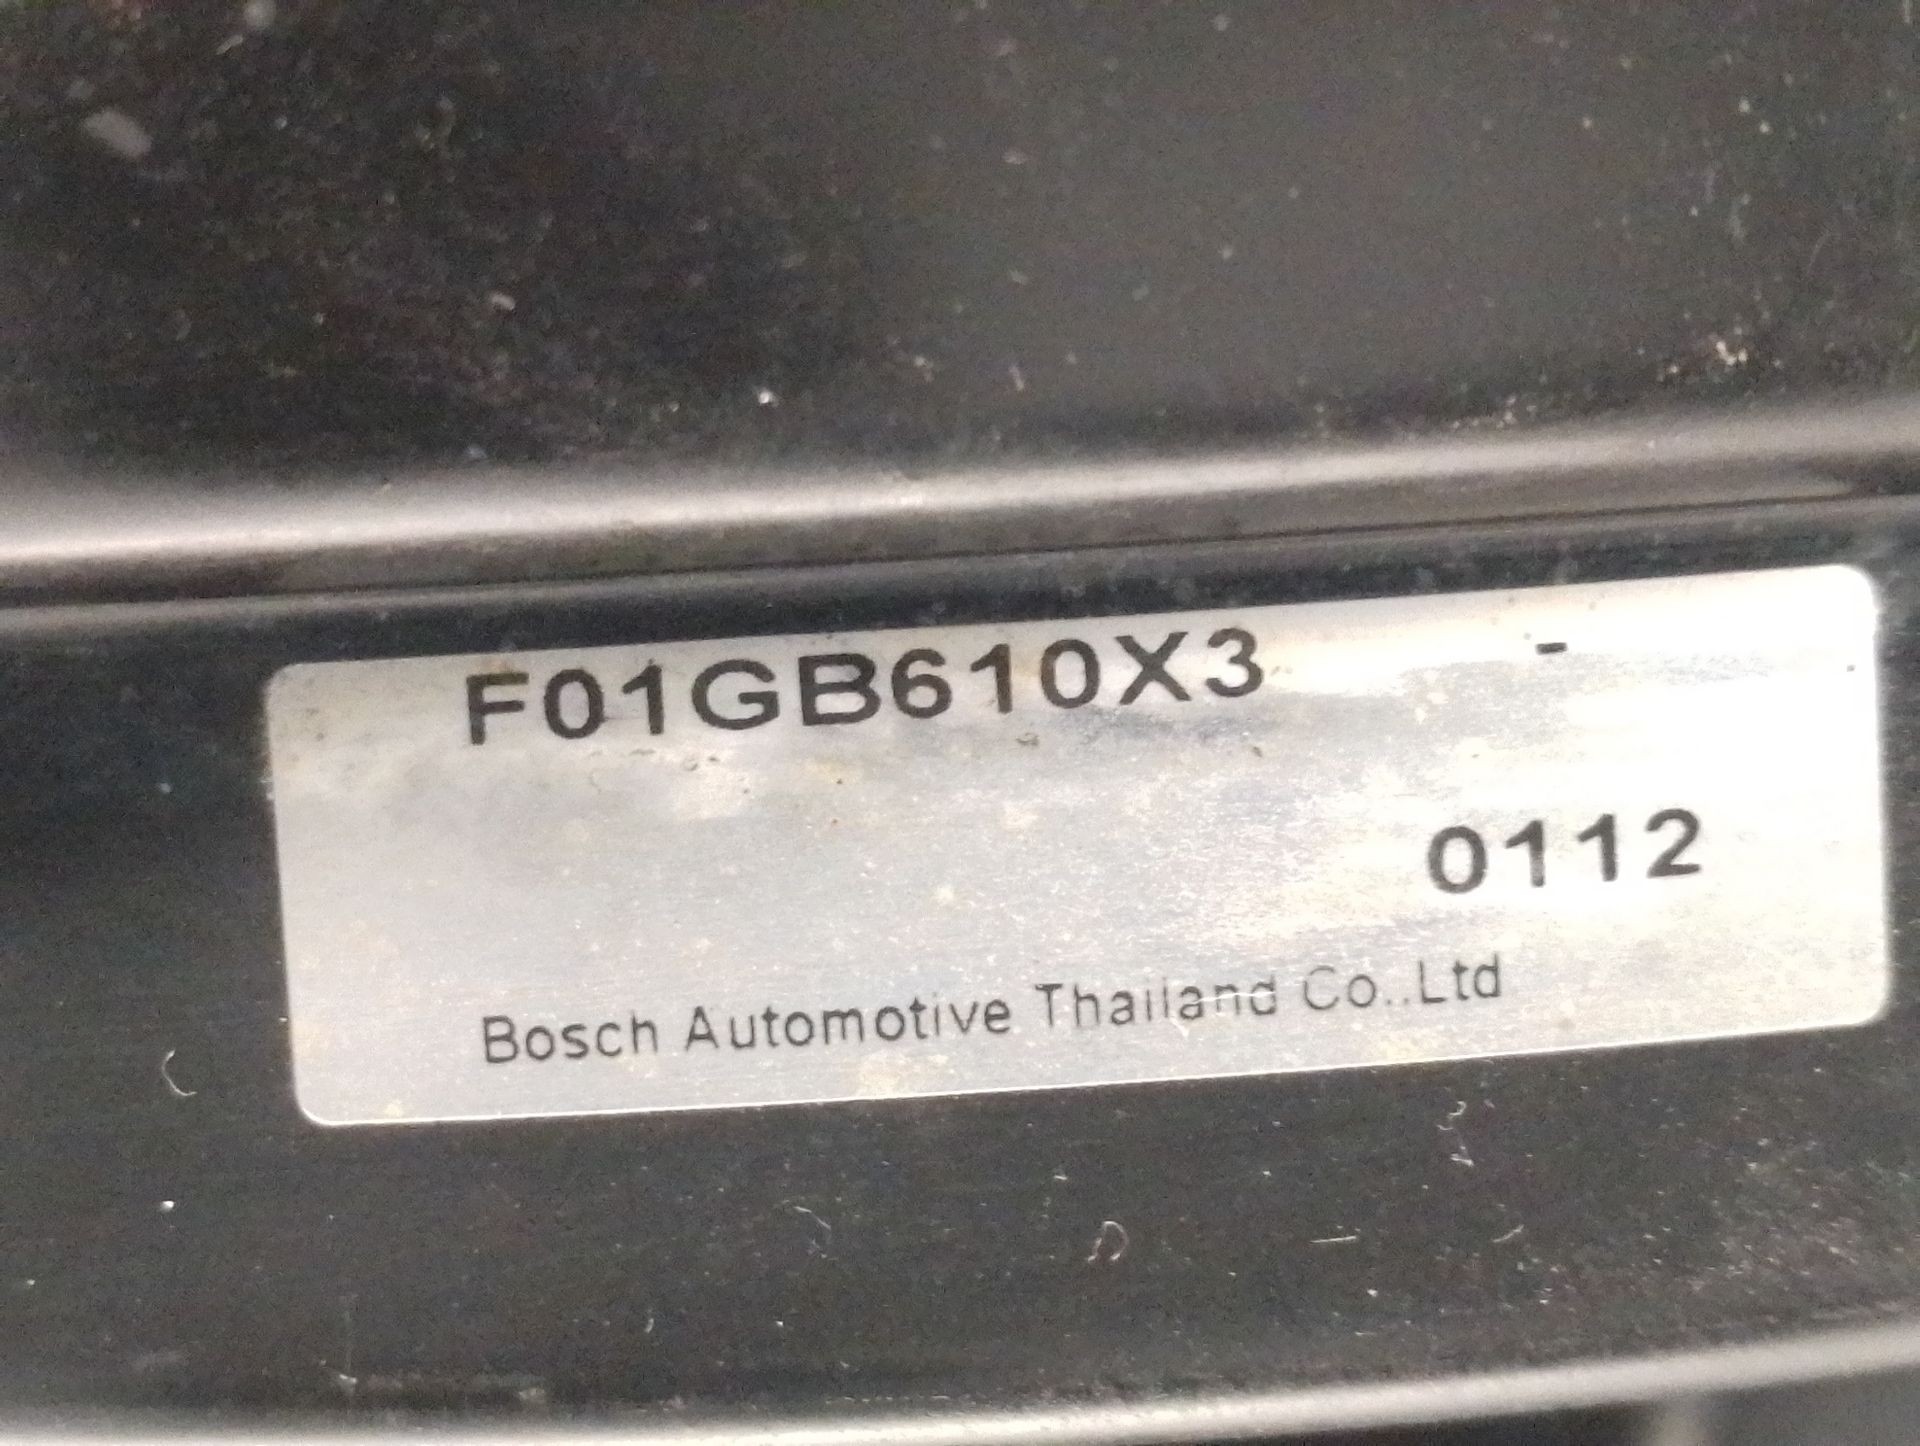 F01GB610X3 -
0112
Bosch Automotive Thailand Co.,Ltd